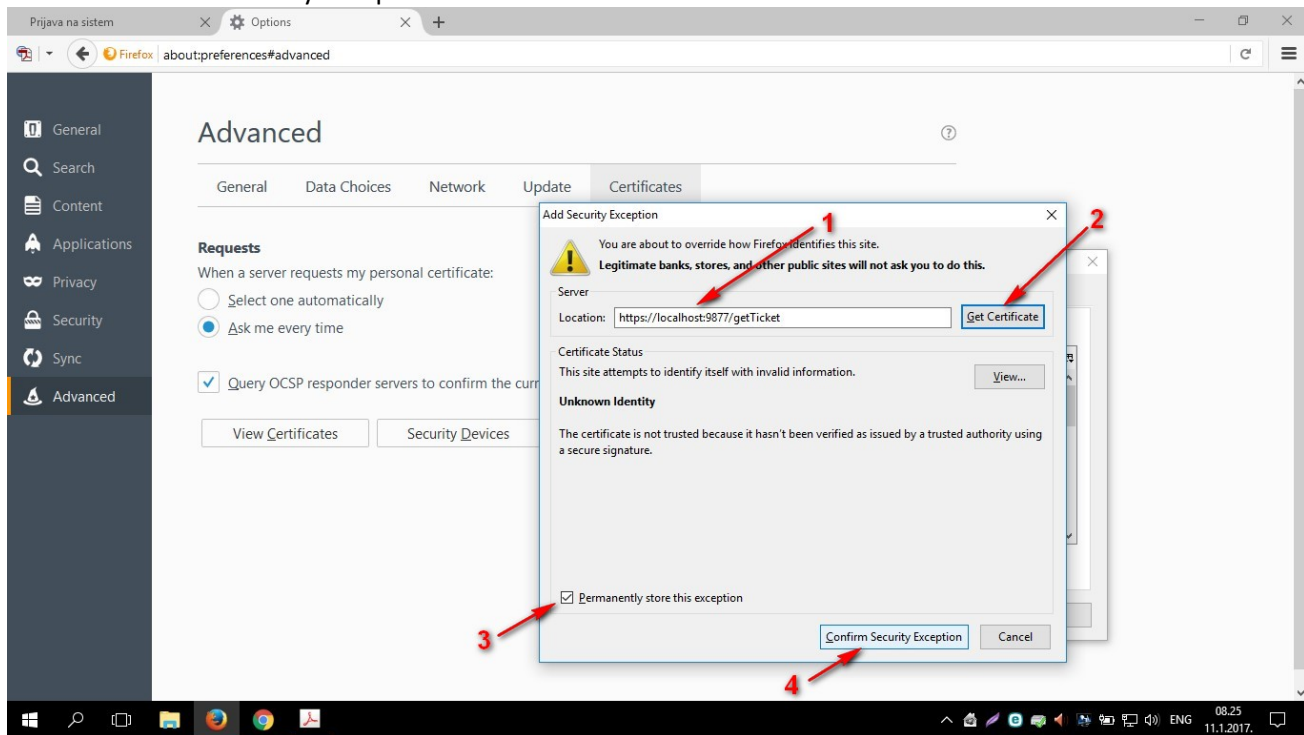 Prijava na sistem
Options
Firefox
about:preferences#advanced
General
Search
Content
Applications
Privacy
Security
Sync
Advanced
Advanced
General Data Choices Network Update Certificates
Requests
When a server requests my personal certificate:
Select one automatically
Ask me every time
Query OCSP responder servers to confirm the curr
View Certificates
Security Devices
Add Security Exception
You are about to override how Firefox identifies this site.
Legitimate banks, stores, and other public sites will not ask you to do this.
Server
Location: https://localhost:9877/getTicket
Get Certificate
Certificate Status
This site attempts to identify itself with invalid information.
View...
Unknown Identity
The certificate is not trusted because it hasn't been verified as issued by a trusted authority using
a secure signature.
Permanently store this exception
Confirm Security Exception
Cancel
1
2
3
4
ENG
08.25
11.1.2017.